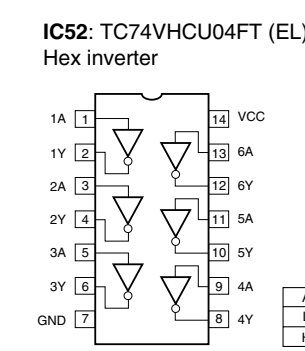 IC52: TC74VHCU04FT (EL)
Hex inverter
1A 1 14 VCC
1Y 2 13 6A
2A 3 12 6Y
2Y 4 11 5A
3A 5 10 5Y
3Y 6 9 4A
GND 7 8 4Y